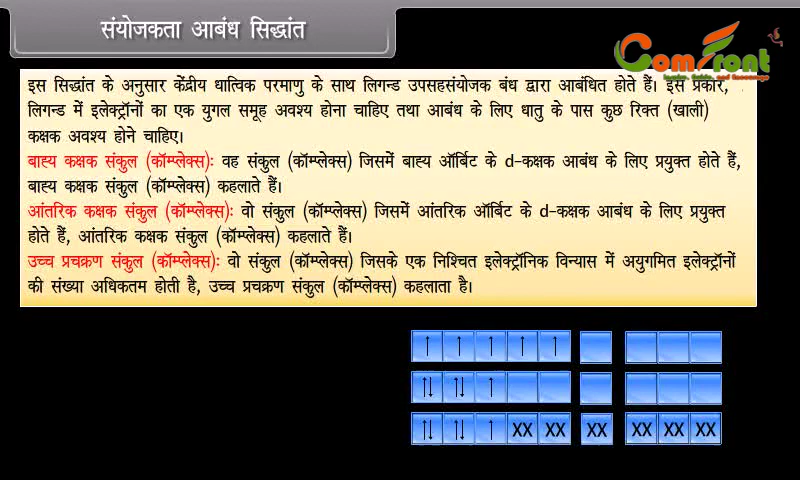 संयोजकता आबंध सिद्धांत
ComFront
इस सिद्धांत के अनुसार केंद्रीय धात्विक परमाणु के साथ लिगन्ड उपसहसंयोजक बंध द्वारा आबंधित होते हैं। इस प्रकार,
लिगन्ड में इलेक्ट्रॉनों का एक युगल समूह अवश्य होना चाहिए तथा आबंध के लिए धातु के पास कुछ रिक्त (खाली)
कक्षक अवश्य होने चाहिए।
बाह्य कक्षक संकुल (कॉम्प्लेक्स): वह संकुल (कॉम्प्लेक्स) जिसमें बाह्य ऑर्बिट के d-कक्षक आबंध के लिए प्रयुक्त होते हैं,
बाह्य कक्षक संकुल (कॉम्प्लेक्स) कहलाते हैं।
आंतरिक कक्षक संकुल (कॉम्प्लेक्स): वो संकुल (कॉम्प्लेक्स) जिसमें आंतरिक ऑर्बिट के d-कक्षक आबंध के लिए प्रयुक्त
होते हैं, आंतरिक कक्षक संकुल (कॉम्प्लेक्स) कहलाते हैं।
उच्च प्रचक्रण संकुल (कॉम्प्लेक्स): वो संकुल (कॉम्प्लेक्स) जिसके एक निश्चित इलेक्ट्रॉनिक विन्यास में अयुगमित इलेक्ट्रॉनों
की संख्या अधिकतम होती है, उच्च प्रचक्रण संकुल (कॉम्प्लेक्स) कहलाता है।
↑ ↑ ↑ ↑ ↑
↑↓ ↑↓ ↑
↑↓ ↑↓ ↑ XX XX XX XX XX XX